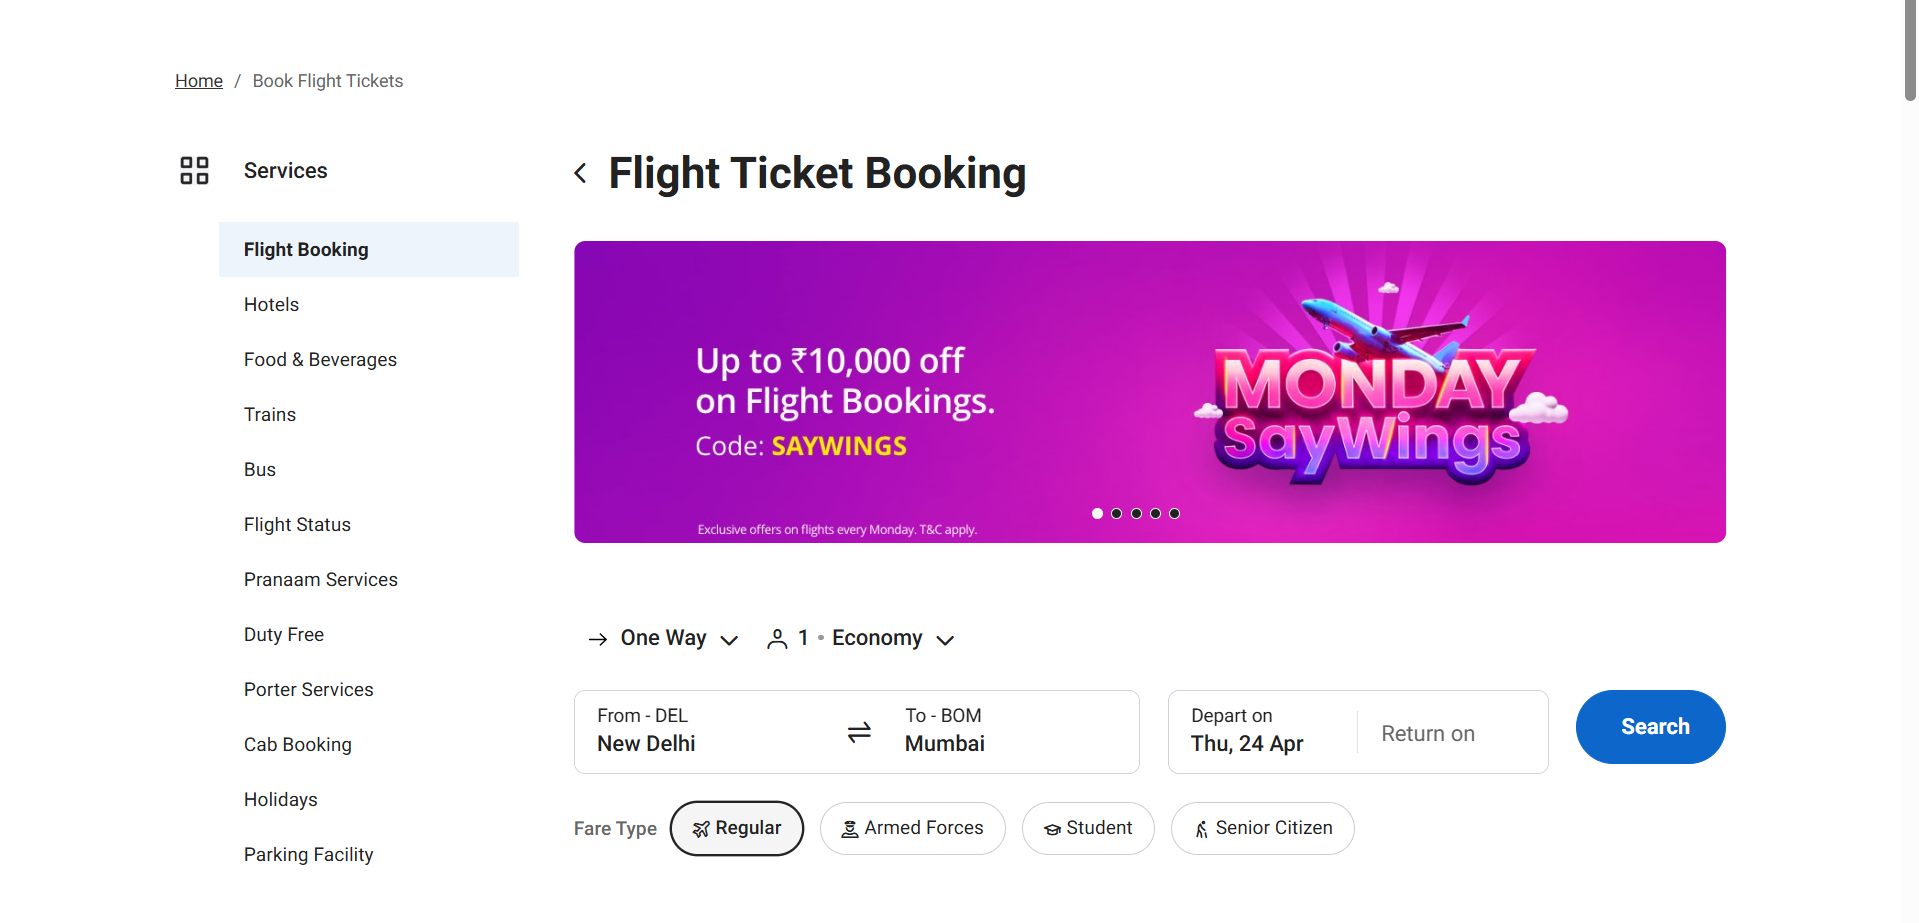 Home / Book Flight Tickets
Services
Flight Booking
Hotels
Food & Beverages
Trains
Bus
Flight Status
Pranaam Services
Duty Free
Porter Services
Cab Booking
Holidays
Parking Facility
Flight Ticket Booking
Up to ₹10,000 off
on Flight Bookings.
Code: SAYWINGS
Exclusive offers on flights every Monday. T&C apply.
MONDAY
SayWings
One Way 1 • Economy
From - DEL
New Delhi
To - BOM
Mumbai
Depart on
Thu, 24 Apr
Return on
Search
Fare Type Regular Armed Forces Student Senior Citizen